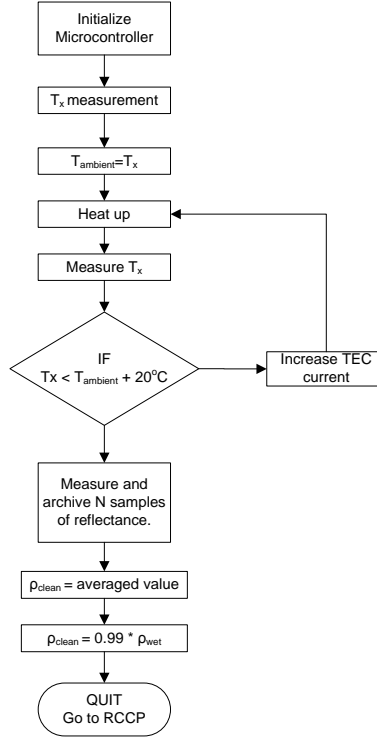 Initialize
Microcontroller
Tx measurement
Tambient=Tx
Heat up
Measure Tx
IF
Tx < Tambient + 20°C
Increase TEC
current
Measure and
archive N samples
of reflectance.
ρclean = averaged value
ρclean = 0.99 * ρwet
QUIT
Go to RCCP